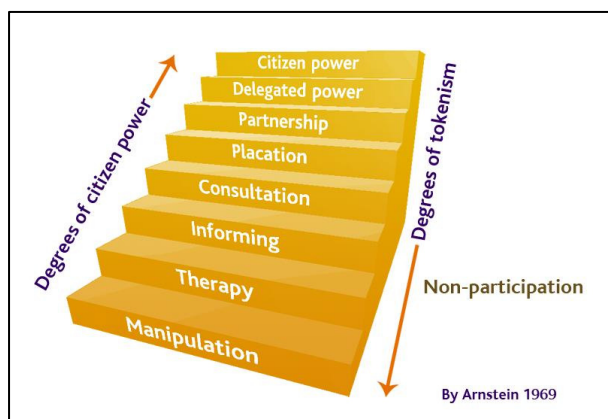 Citizen power
Delegated power
Partnership
Placation
Consultation
Informing
Therapy
Manipulation
Degrees of citizen power
Degrees of tokenism
Non-participation
By Arnstein 1969